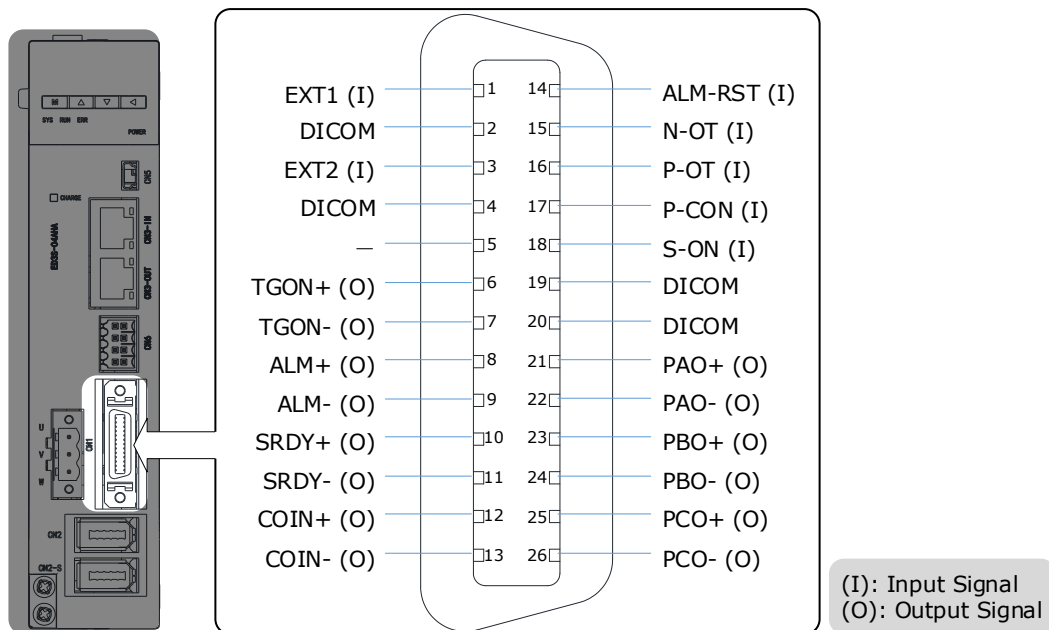 M
SYS RUN ERR
POWER
CN5
CHARGE
CN3-IN
ED3S-04AMA
CN3-OUT
CN6
CN1
U
V
W
CN2
CN2-S
EXT1 (I) 1 14 ALM-RST (I)
DICOM 2 15 N-OT (I)
EXT2 (I) 3 16 P-OT (I)
DICOM 4 17 P-CON (I)
— 5 18 S-ON (I)
TGON+ (O) 6 19 DICOM
TGON- (O) 7 20 DICOM
ALM+ (O) 8 21 PAO+ (O)
ALM- (O) 9 22 PAO- (O)
SRDY+ (O) 10 23 PBO+ (O)
SRDY- (O) 11 24 PBO- (O)
COIN+ (O) 12 25 PCO+ (O)
COIN- (O) 13 26 PCO- (O)
(I): Input Signal
(O): Output Signal